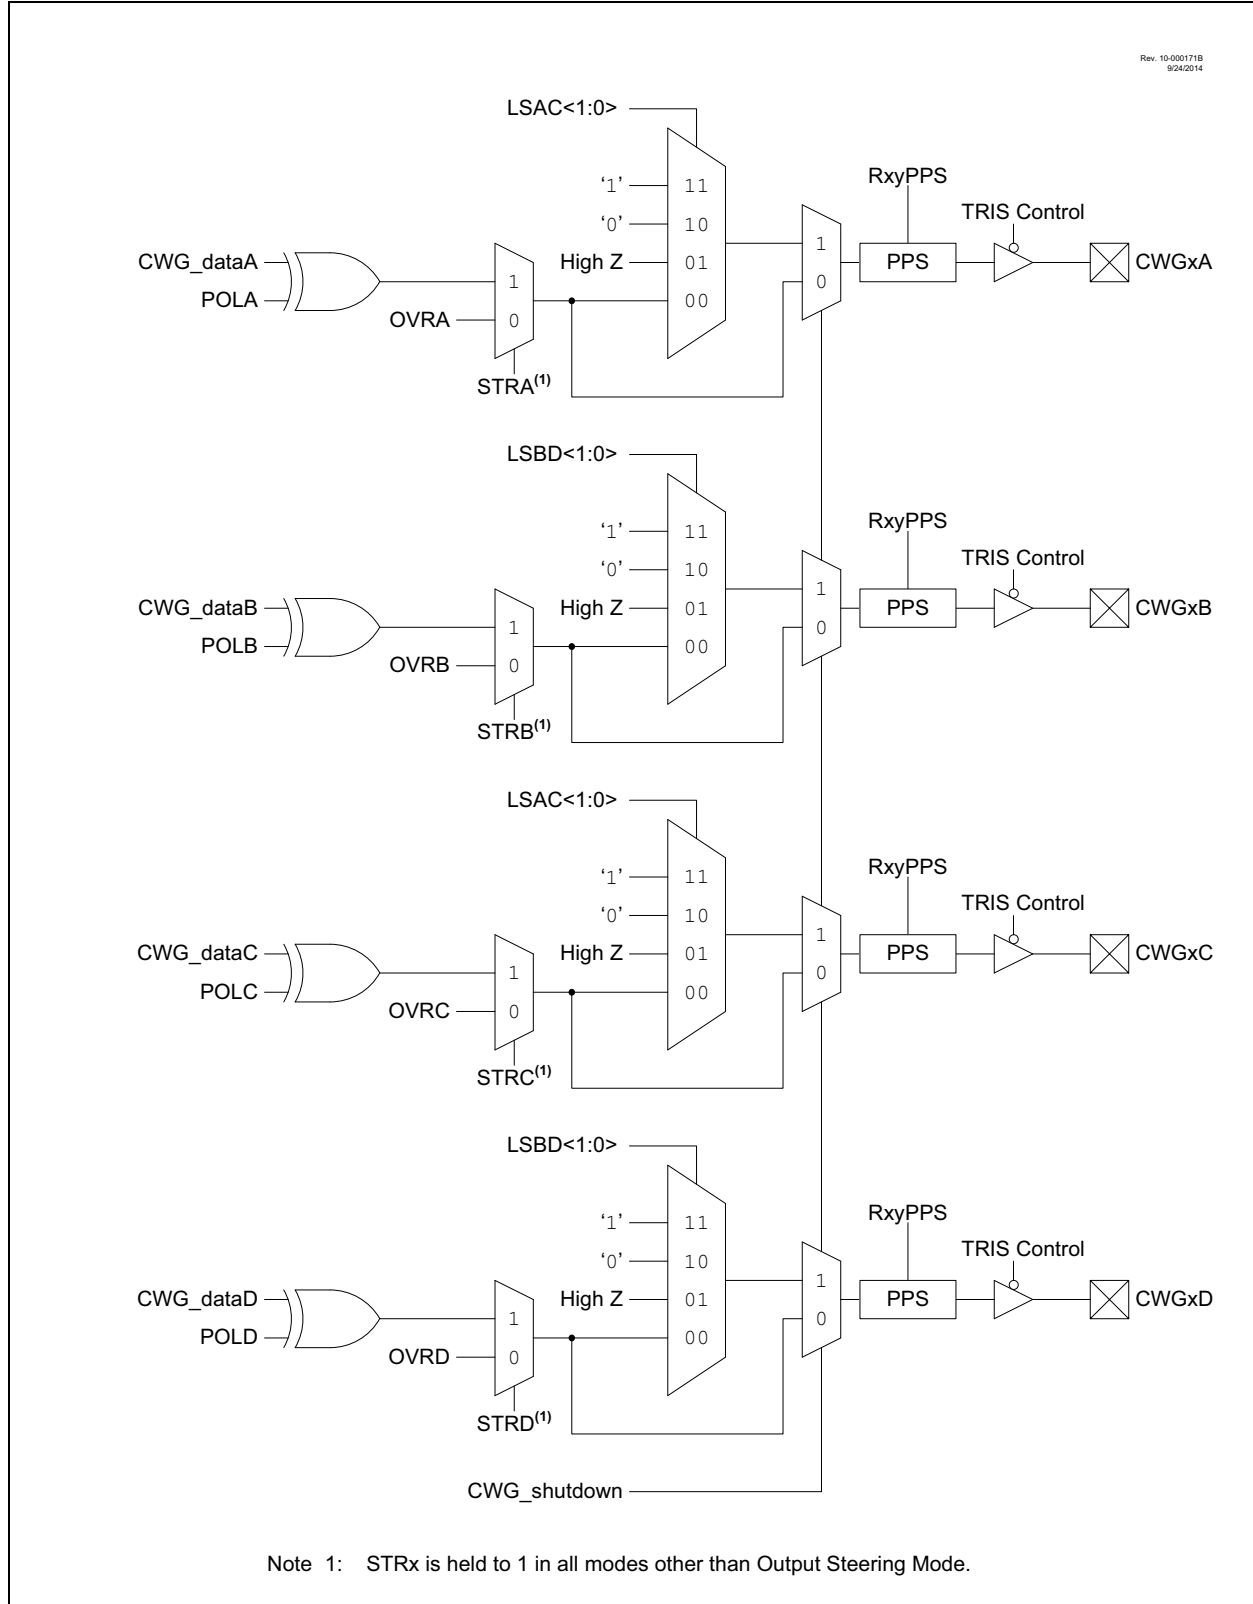 Rev. 10-000171B
9/24/2014
LSAC<1:0>
‘1’
11
‘0’
10
High Z
01
00
CWG_dataA
POLA
OVRA
1
0
STRA(1)
1
0
RxyPPS
PPS
TRIS Control
CWGxA
LSBD<1:0>
‘1’
11
‘0’
10
High Z
01
00
CWG_dataB
POLB
OVRB
1
0
STRB(1)
1
0
RxyPPS
PPS
TRIS Control
CWGxB
LSAC<1:0>
‘1’
11
‘0’
10
High Z
01
00
CWG_dataC
POLC
OVRC
1
0
STRC(1)
1
0
RxyPPS
PPS
TRIS Control
CWGxC
LSBD<1:0>
‘1’
11
‘0’
10
High Z
01
00
CWG_dataD
POLD
OVRD
1
0
STRD(1)
1
0
RxyPPS
PPS
TRIS Control
CWGxD
CWG_shutdown
Note 1: STRx is held to 1 in all modes other than Output Steering Mode.